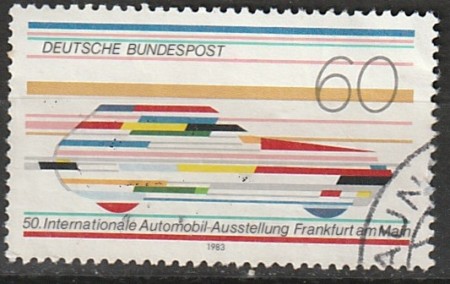 DEUTSCHE BUNDESPOST
60
50. Internationale Automobil-Ausstellung Frankfurt am Main
1983